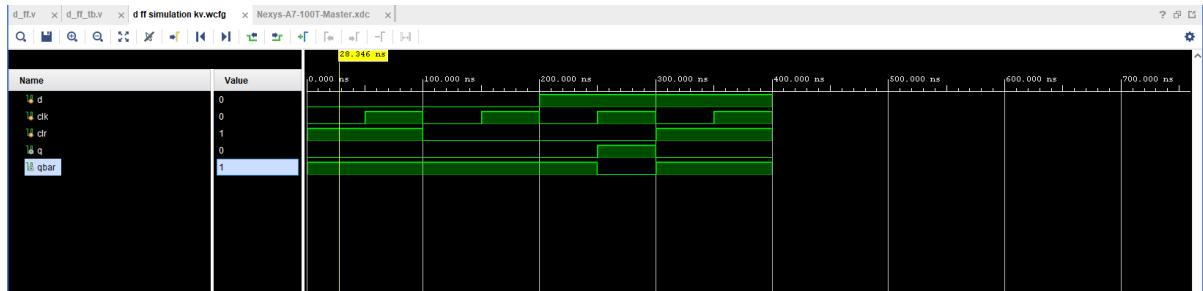 d_ff.v × d_ff_tb.v × d ff simulation kv.wcfg × Nexys-A7-100T-Master.xdc × ?
28.346 ns
Name Value 0.000 ns 100.000 ns 200.000 ns 300.000 ns 400.000 ns 500.000 ns 600.000 ns 700.000 ns
d 0
clk 0
clr 1
q 0
qbar 1